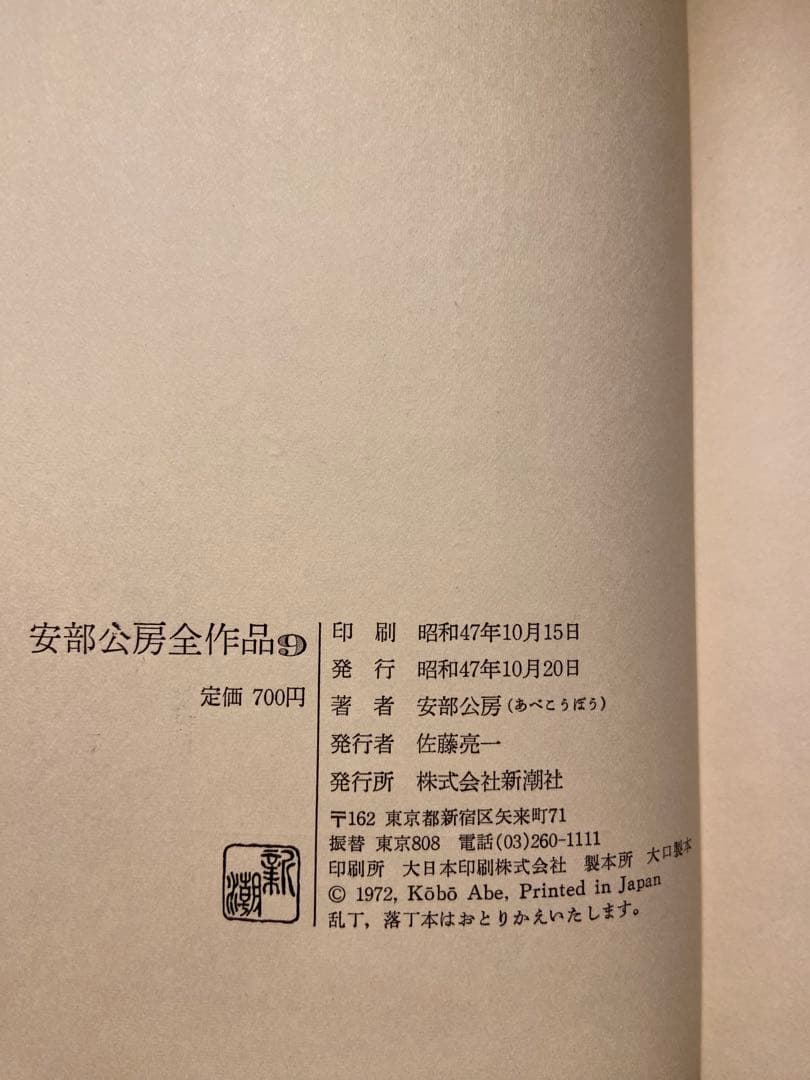 安部公房全作品9
定価 700円
新潮
印刷 昭和47年10月15日
発行 昭和47年10月20日
著者 安部公房(あべこうぼう)
発行者 佐藤亮一
発行所 株式会社新潮社
〒162 東京都新宿区矢来町71
振替 東京808 電話(03)260-1111
印刷所 大日本印刷株式会社 製本所 大口製本
© 1972, Kōbō Abe, Printed in Japan
乱丁，落丁本はおとりかえいたします。